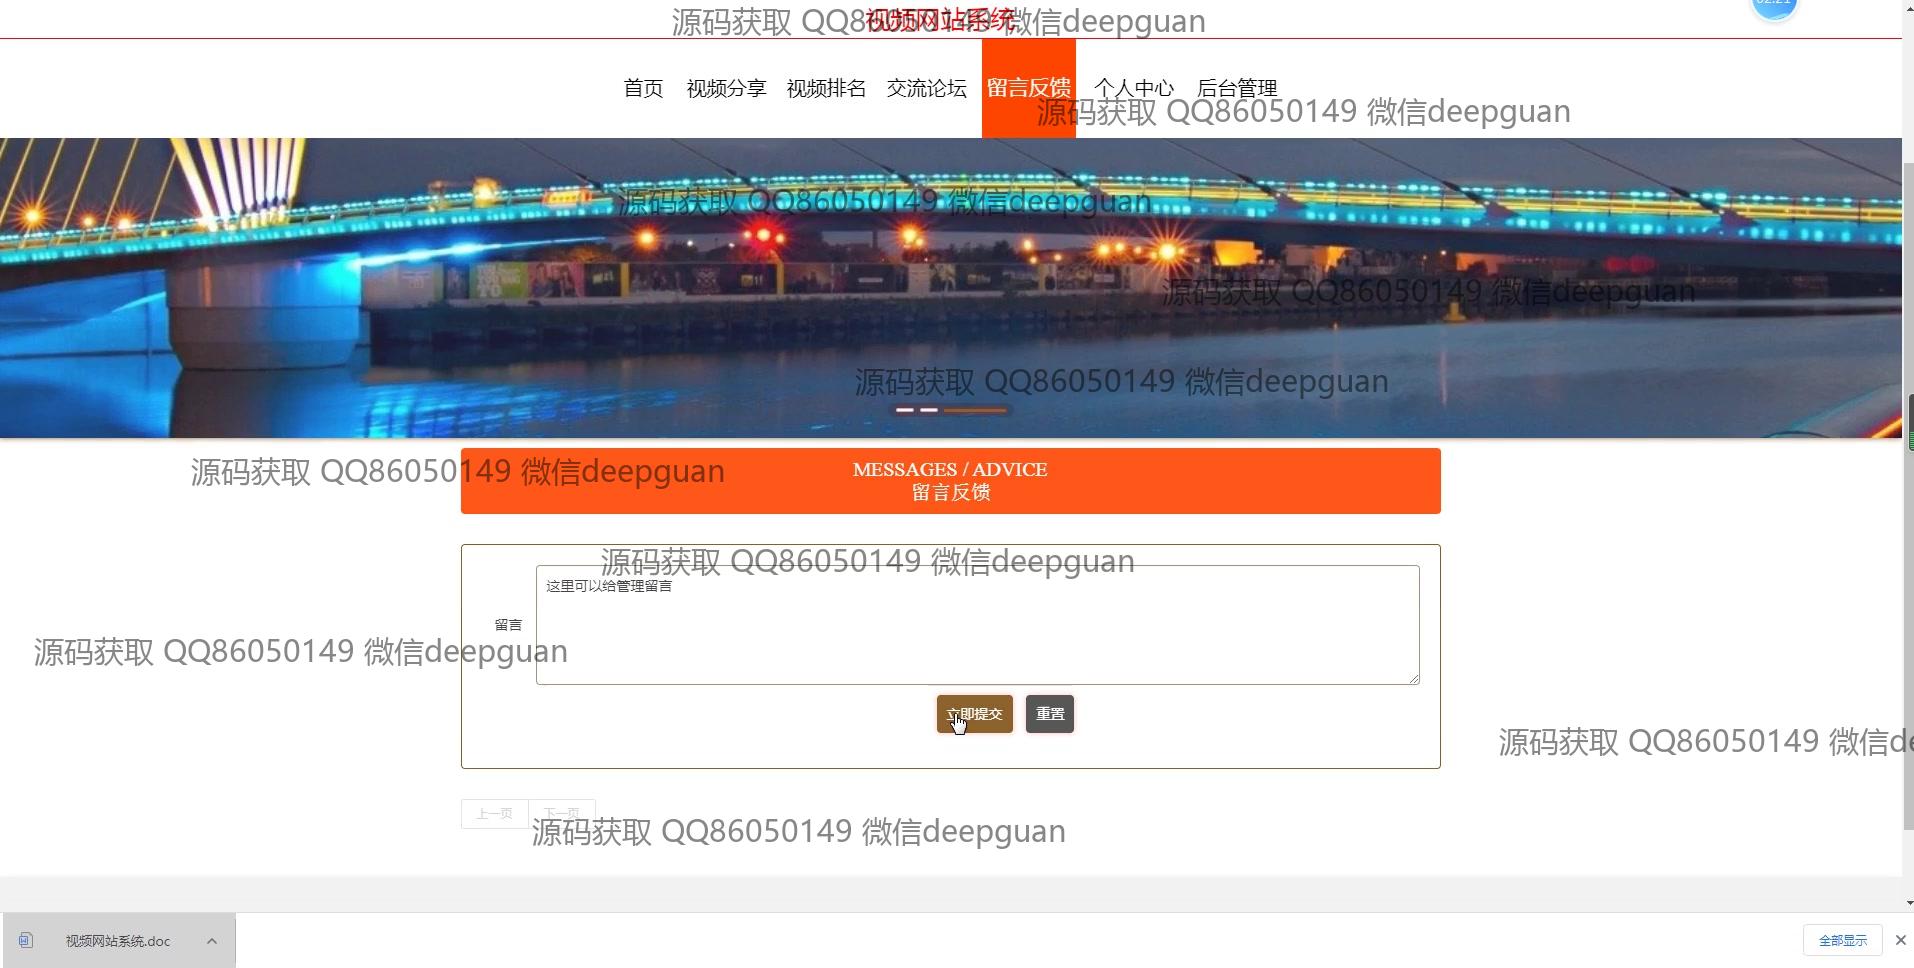 视频网站系统
源码获取 QQ86050149 微信deepguan
02:21
首页 视频分享 视频排名 交流论坛 留言反馈 个人中心 后台管理
源码获取 QQ86050149 微信deepguan
源码获取 QQ86050149 微信deepguan
源码获取 QQ86050149 微信deepguan
源码获取 QQ86050149 微信deepguan
MESSAGES / ADVICE
源码获取 QQ86050149 微信deepguan
留言反馈
源码获取 QQ86050149 微信deepguan
这里可以给管理留言
留言
源码获取 QQ86050149 微信deepguan
立即提交 重置
源码获取 QQ86050149 微信de
上一页 下一页
源码获取 QQ86050149 微信deepguan
视频网站系统.doc
全部显示